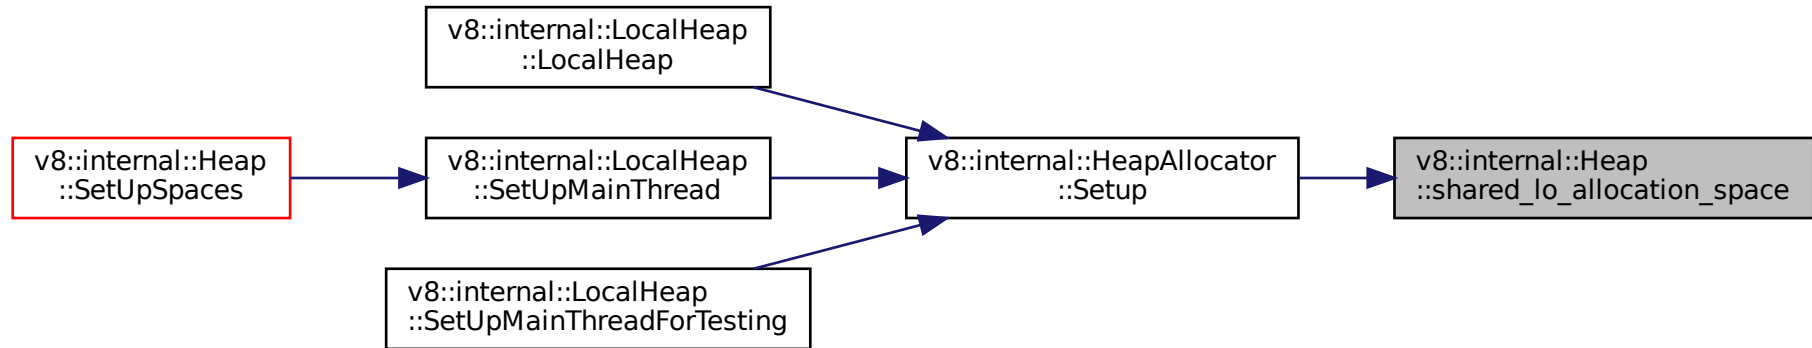 v8::internal::LocalHeap
::LocalHeap
v8::internal::Heap
::SetUpSpaces
v8::internal::LocalHeap
::SetUpMainThread
v8::internal::HeapAllocator
::Setup
v8::internal::Heap
::shared_lo_allocation_space
v8::internal::LocalHeap
::SetUpMainThreadForTesting